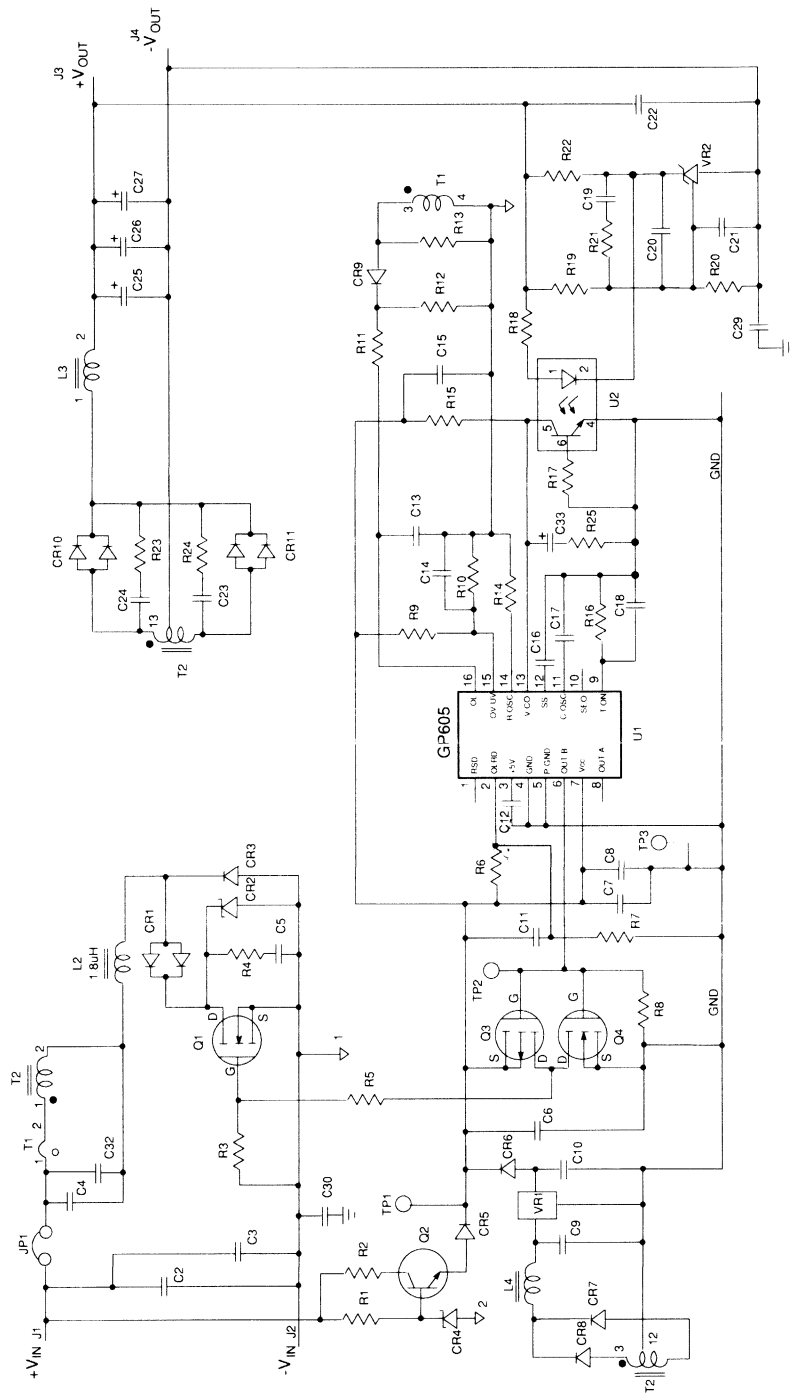 +VIN J1
JP1
T1
1
2
T2
1
2
L2
1.8uH
C4
C32
C2
C3
CR1
CR3
CR2
R4
C5
Q1
D
S
G
R3
-VIN J2
C30
1
R5
R1
R2
Q2
CR4
2
CR5
TP1
CR6
VR1
C9
C10
L4
CR8
CR7
T2
3
12
C6
Q3
S
D
G
Q4
D
S
G
TP2
R8
GND
C11
R6
R7
C7
C8
TP3
C12
GP605
U1
1 RSD
2 OLRD
3 +5V
4 GND
5 P GND
6 OUT B
7 Vcc
8 OUT A
16 OL
15 OV UV
14 R OSC
13 V CO
12 SS
11 C OSC
10 SEO
9 T ON
R9
C13
C14
R10
R14
C16
C17
R16
C18
C33
R25
R17
R15
C15
R11
CR9
R12
R13
T1
3
4
U2
1
2
4
5
6
GND
R18
R19
R21
C19
R22
C20
VR2
C21
R20
C29
C22
T2
13
CR10
C24
R23
C23
R24
CR11
L3
1
2
C25
C26
C27
+
+
+
J3
+VOUT
J4
-VOUT